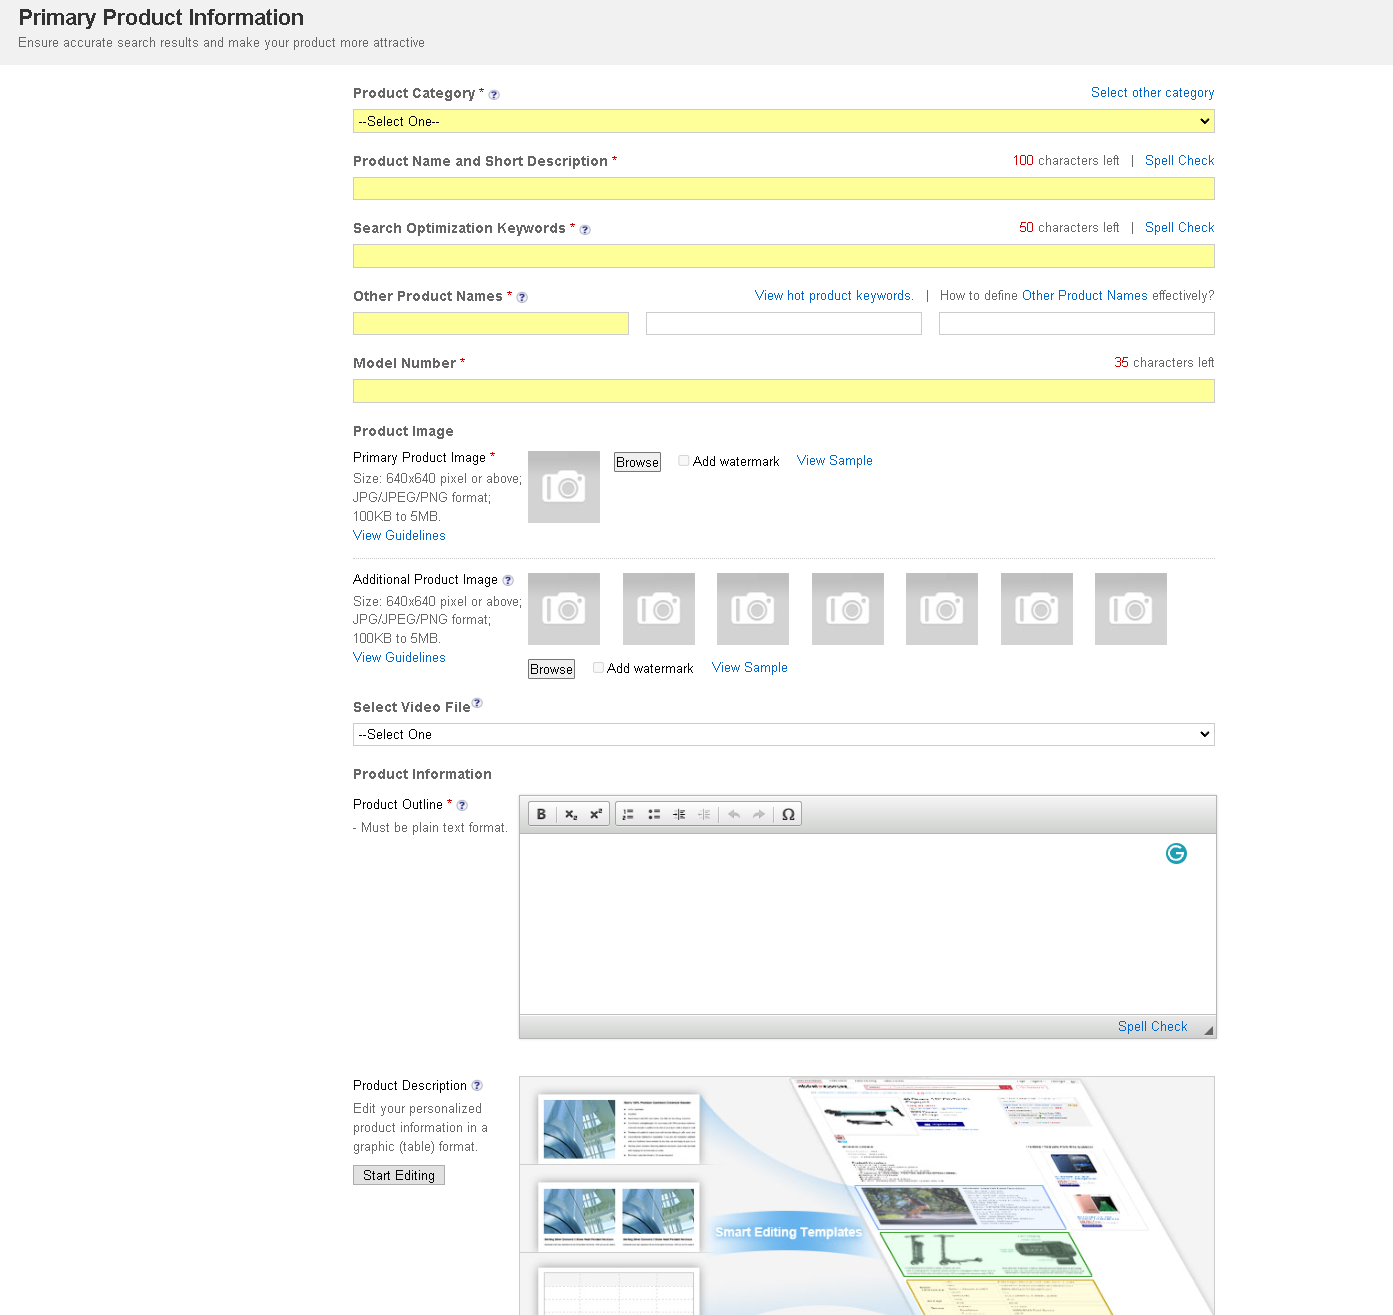 Primary Product Information
Ensure accurate search results and make your product more attractive
Product Category * ?
Select other category
--Select One--
Product Name and Short Description *
100 characters left | Spell Check
Search Optimization Keywords * ?
50 characters left | Spell Check
Other Product Names * ?
View hot product keywords. | How to define Other Product Names effectively?
Model Number *
35 characters left
Product Image
Primary Product Image *
Size: 640x640 pixel or above;
JPG/JPEG/PNG format;
100KB to 5MB.
View Guidelines
Browse Add watermark View Sample
Additional Product Image ?
Size: 640x640 pixel or above;
JPG/JPEG/PNG format;
100KB to 5MB.
View Guidelines
Browse Add watermark View Sample
Select Video File ?
--Select One
Product Information
Product Outline * ?
- Must be plain text format.
B x₂ x² Ω
G
Spell Check
Product Description ?
Edit your personalized
product information in a
graphic (table) format.
Start Editing
Smart Editing Templates